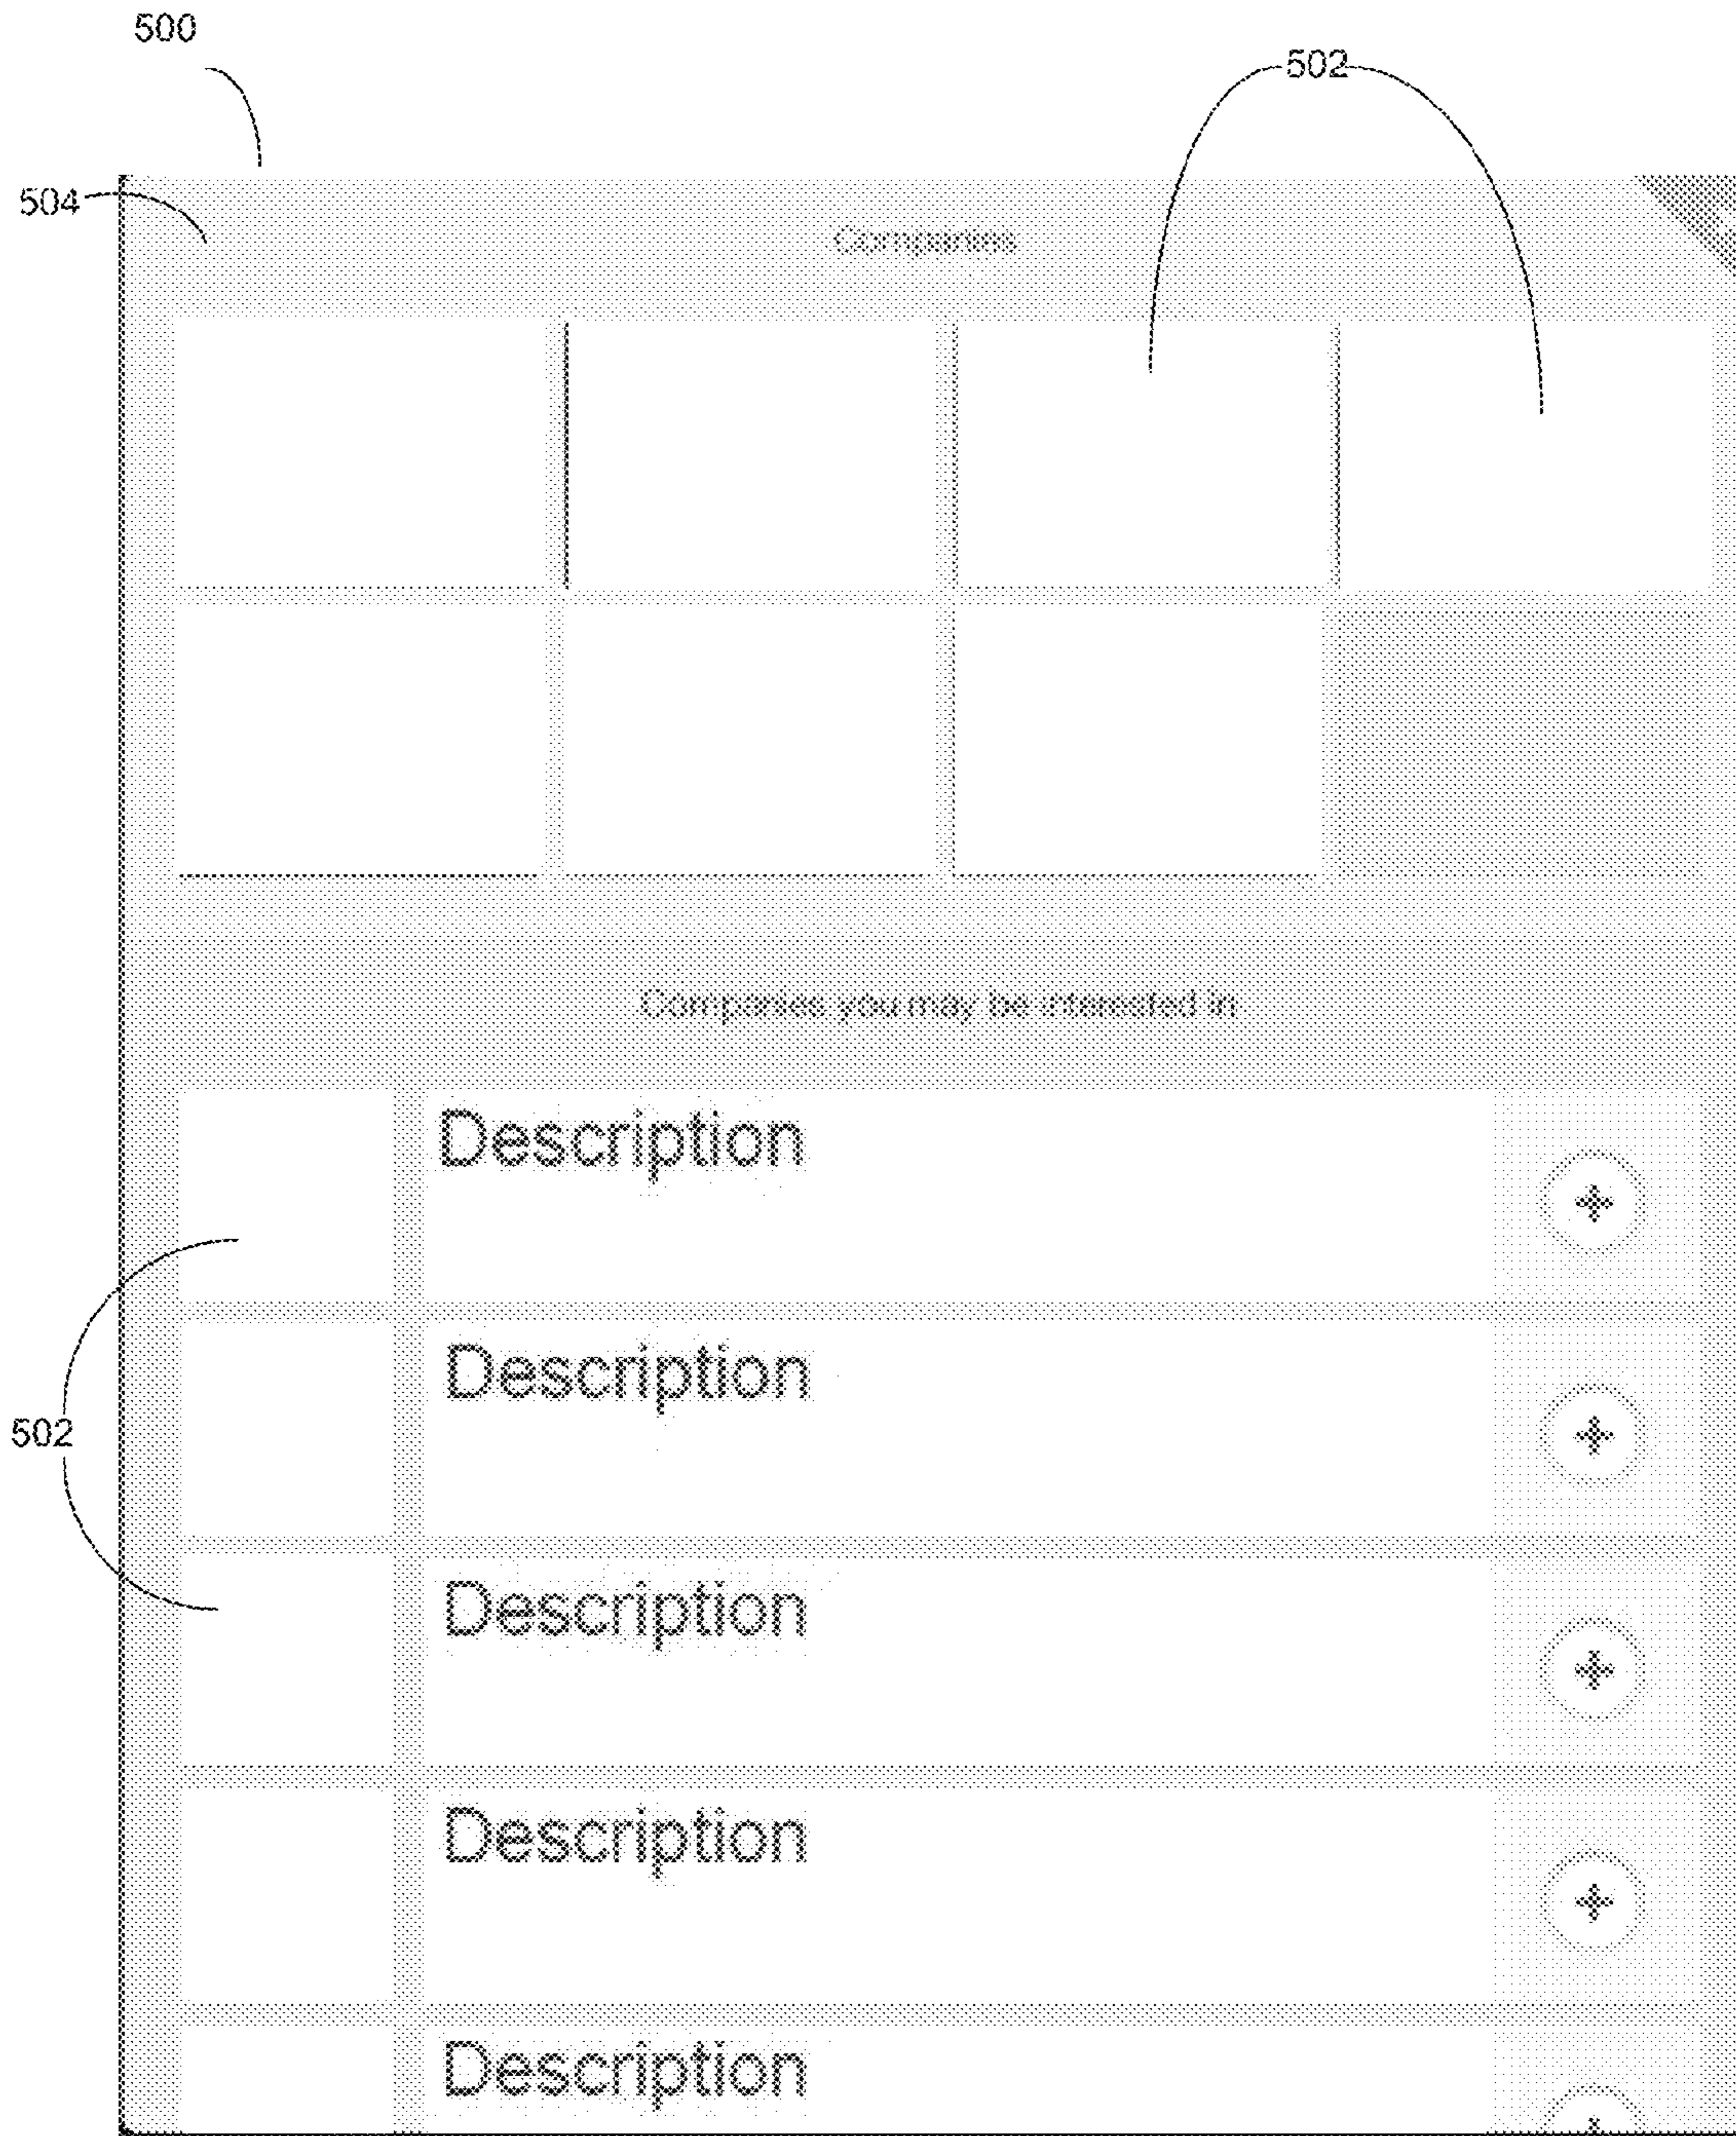 500
502
504
Companies
Companies you may be interested in
Description
+
Description
+
502
Description
+
Description
+
Description
+